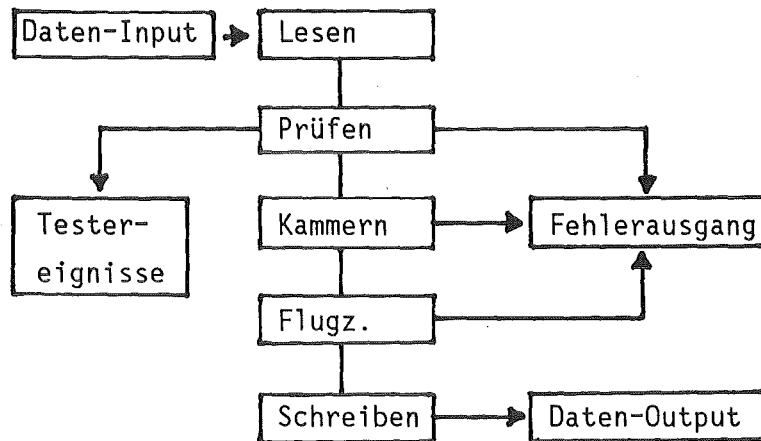 Daten-Input
Lesen
Prüfen
Tester-
eignisse
Kammern
Fehlerausgang
Flugz.
Schreiben
Daten-Output